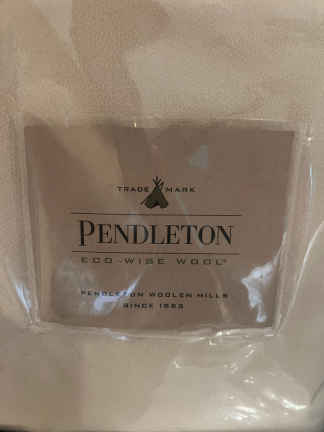 TRADE MARK
PENDLETON
ECO-WISE WOOL®
PENDLETON WOOLEN MILLS
SINCE 1863